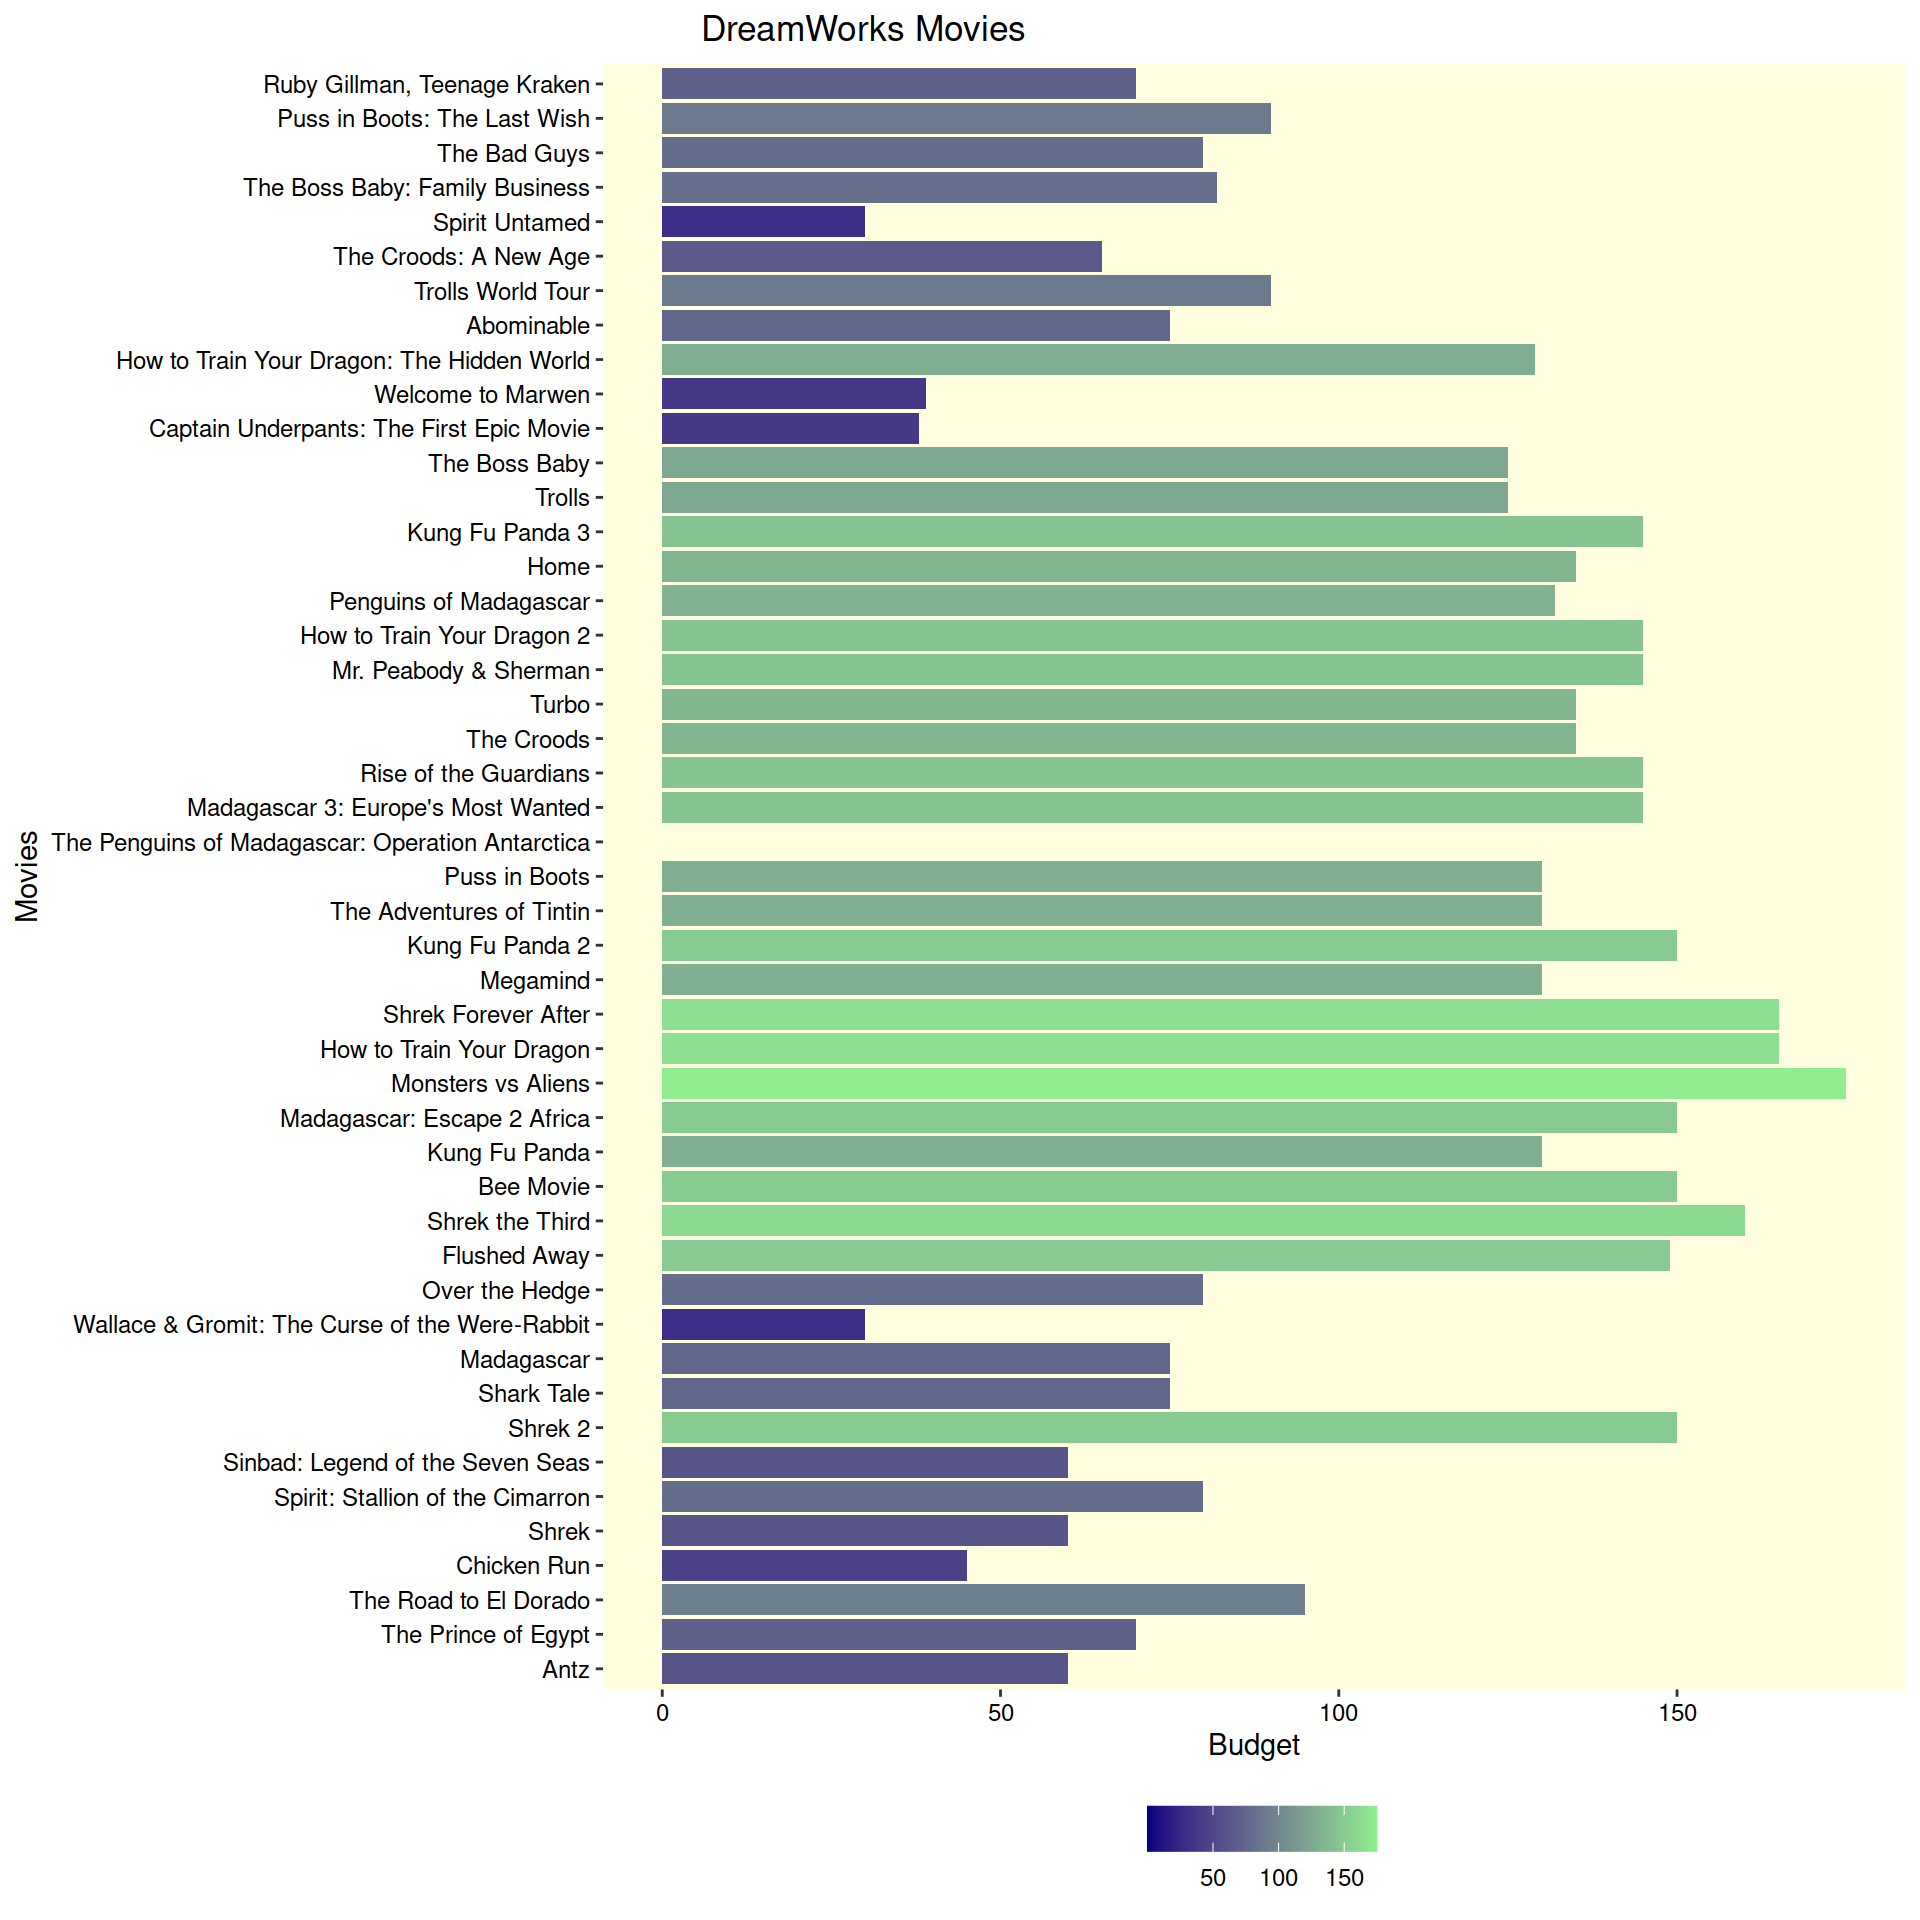 DreamWorks Movies
Ruby Gillman, Teenage Kraken
Puss in Boots: The Last Wish
The Bad Guys
The Boss Baby: Family Business
Spirit Untamed
The Croods: A New Age
Trolls World Tour
Abominable
How to Train Your Dragon: The Hidden World
Welcome to Marwen
Captain Underpants: The First Epic Movie
The Boss Baby
Trolls
Kung Fu Panda 3
Home
Penguins of Madagascar
How to Train Your Dragon 2
Mr. Peabody & Sherman
Turbo
The Croods
Rise of the Guardians
Madagascar 3: Europe's Most Wanted
The Penguins of Madagascar: Operation Antarctica
Puss in Boots
The Adventures of Tintin
Kung Fu Panda 2
Megamind
Shrek Forever After
How to Train Your Dragon
Monsters vs Aliens
Madagascar: Escape 2 Africa
Kung Fu Panda
Bee Movie
Shrek the Third
Flushed Away
Over the Hedge
Wallace & Gromit: The Curse of the Were-Rabbit
Madagascar
Shark Tale
Shrek 2
Sinbad: Legend of the Seven Seas
Spirit: Stallion of the Cimarron
Shrek
Chicken Run
The Road to El Dorado
The Prince of Egypt
Antz
Movies
0 50 100 150
Budget
50 100 150